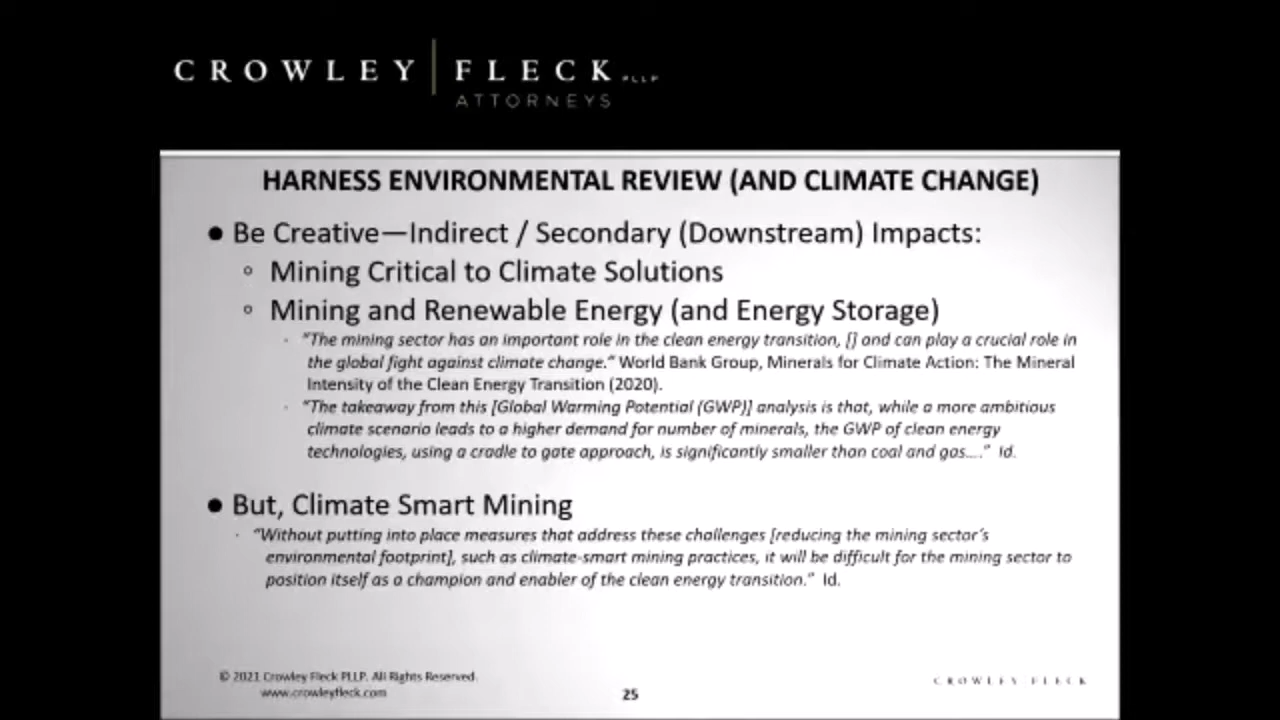 CROWLEY FLECK PLLP
ATTORNEYS
HARNESS ENVIRONMENTAL REVIEW (AND CLIMATE CHANGE)
● Be Creative—Indirect / Secondary (Downstream) Impacts:
◦ Mining Critical to Climate Solutions
◦ Mining and Renewable Energy (and Energy Storage)
· “The mining sector has an important role in the clean energy transition, [] and can play a crucial role in
the global fight against climate change.“ World Bank Group, Minerals for Climate Action: The Mineral
Intensity of the Clean Energy Transition (2020).
· “The takeaway from this [Global Warming Potential (GWP)] analysis is that, while a more ambitious
climate scenario leads to a higher demand for number of minerals, the GWP of clean energy
technologies, using a cradle to gate approach, is significantly smaller than coal and gas….” Id.
● But, Climate Smart Mining
· “Without putting into place measures that address these challenges [reducing the mining sector’s
environmental footprint], such as climate-smart mining practices, it will be difficult for the mining sector to
position itself as a champion and enabler of the clean energy transition.” Id.
© 2021 Crowley Fleck PLLP. All Rights Reserved.
www.crowleyfleck.com
25
CROWLEY FLECK